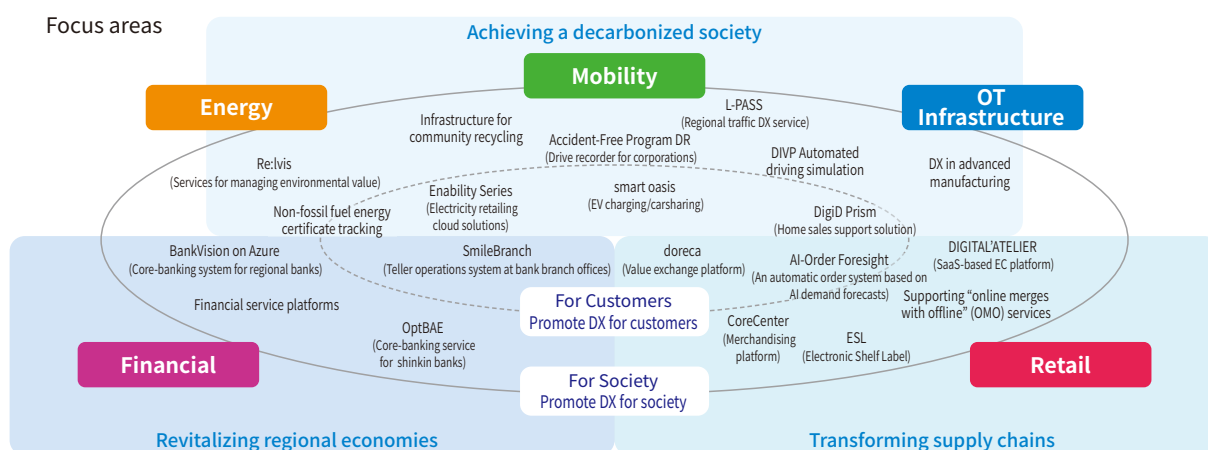 Focus areas
Achieving a decarbonized society
Mobility
Energy
OT
Infrastructure
L-PASS
(Regional traffic DX service)
Infrastructure for
community recycling
Accident-Free Program DR
(Drive recorder for corporations)
DIVP Automated
driving simulation
DX in advanced
manufacturing
Re:lvis
(Services for managing environmental value)
Enability Series
(Electricity retailing
cloud solutions)
smart oasis
(EV charging/carsharing)
Non-fossil fuel energy
certificate tracking
DigiD Prism
(Home sales support solution)
BankVision on Azure
(Core-banking system for regional banks)
SmileBranch
(Teller operations system at bank branch offices)
doreca
(Value exchange platform)
AI-Order Foresight
(An automatic order system based on
AI demand forecasts)
DIGITAL'ATELIER
(SaaS-based EC platform)
Financial service platforms
For Customers
Promote DX for customers
Supporting “online merges
with offline” (OMO) services
OptBAE
(Core-banking service
for shinkin banks)
CoreCenter
(Merchandising
platform)
ESL
(Electronic Shelf Label)
Financial
Retail
For Society
Promote DX for society
Revitalizing regional economies
Transforming supply chains